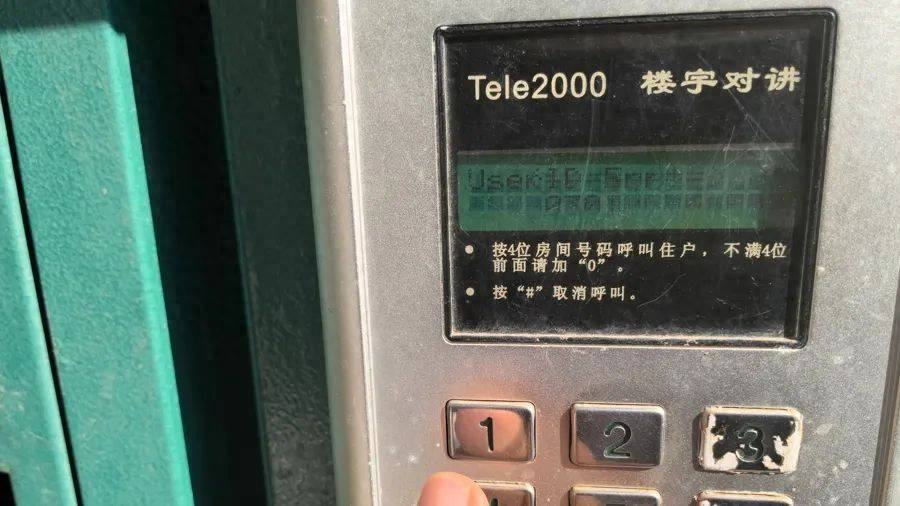 Tele2000 楼宇对讲
● 按4位房间号码呼叫住户，不满4位
前面请加“0”。
● 按“#”取消呼叫。
1 2 3